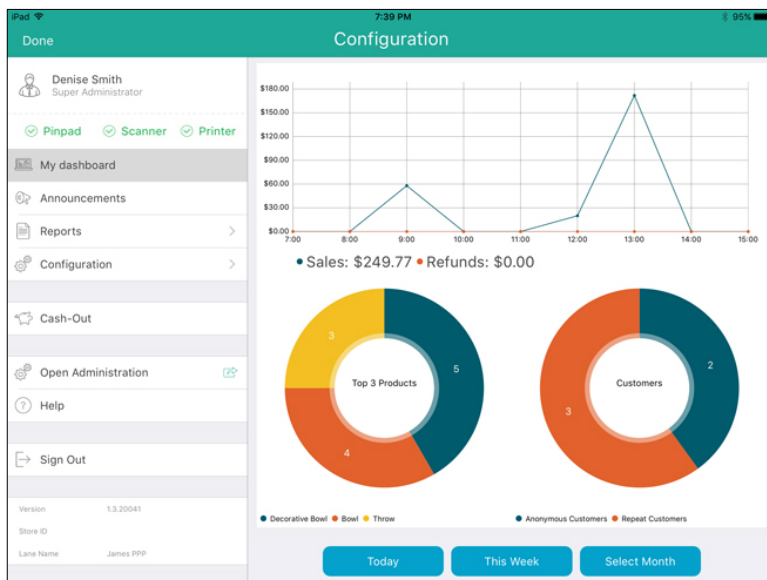 iPad 7:39 PM 95%
Done Configuration
Denise Smith
Super Administrator
Pinpad Scanner Printer
My dashboard
Announcements
Reports
Configuration
Cash-Out
Open Administration
Help
Sign Out
Version 1.3.20041
Store ID
Lane Name James PPP
$180.00
$150.00
$120.00
$90.00
$60.00
$30.00
$0.00
7:00 8:00 9:00 10:00 11:00 12:00 13:00 14:00 15:00
Sales: $249.77 Refunds: $0.00
3
5
4
Top 3 Products
2
3
Customers
Decorative Bowl Bowl Throw
Anonymous Customers Repeat Customers
Today This Week Select Month